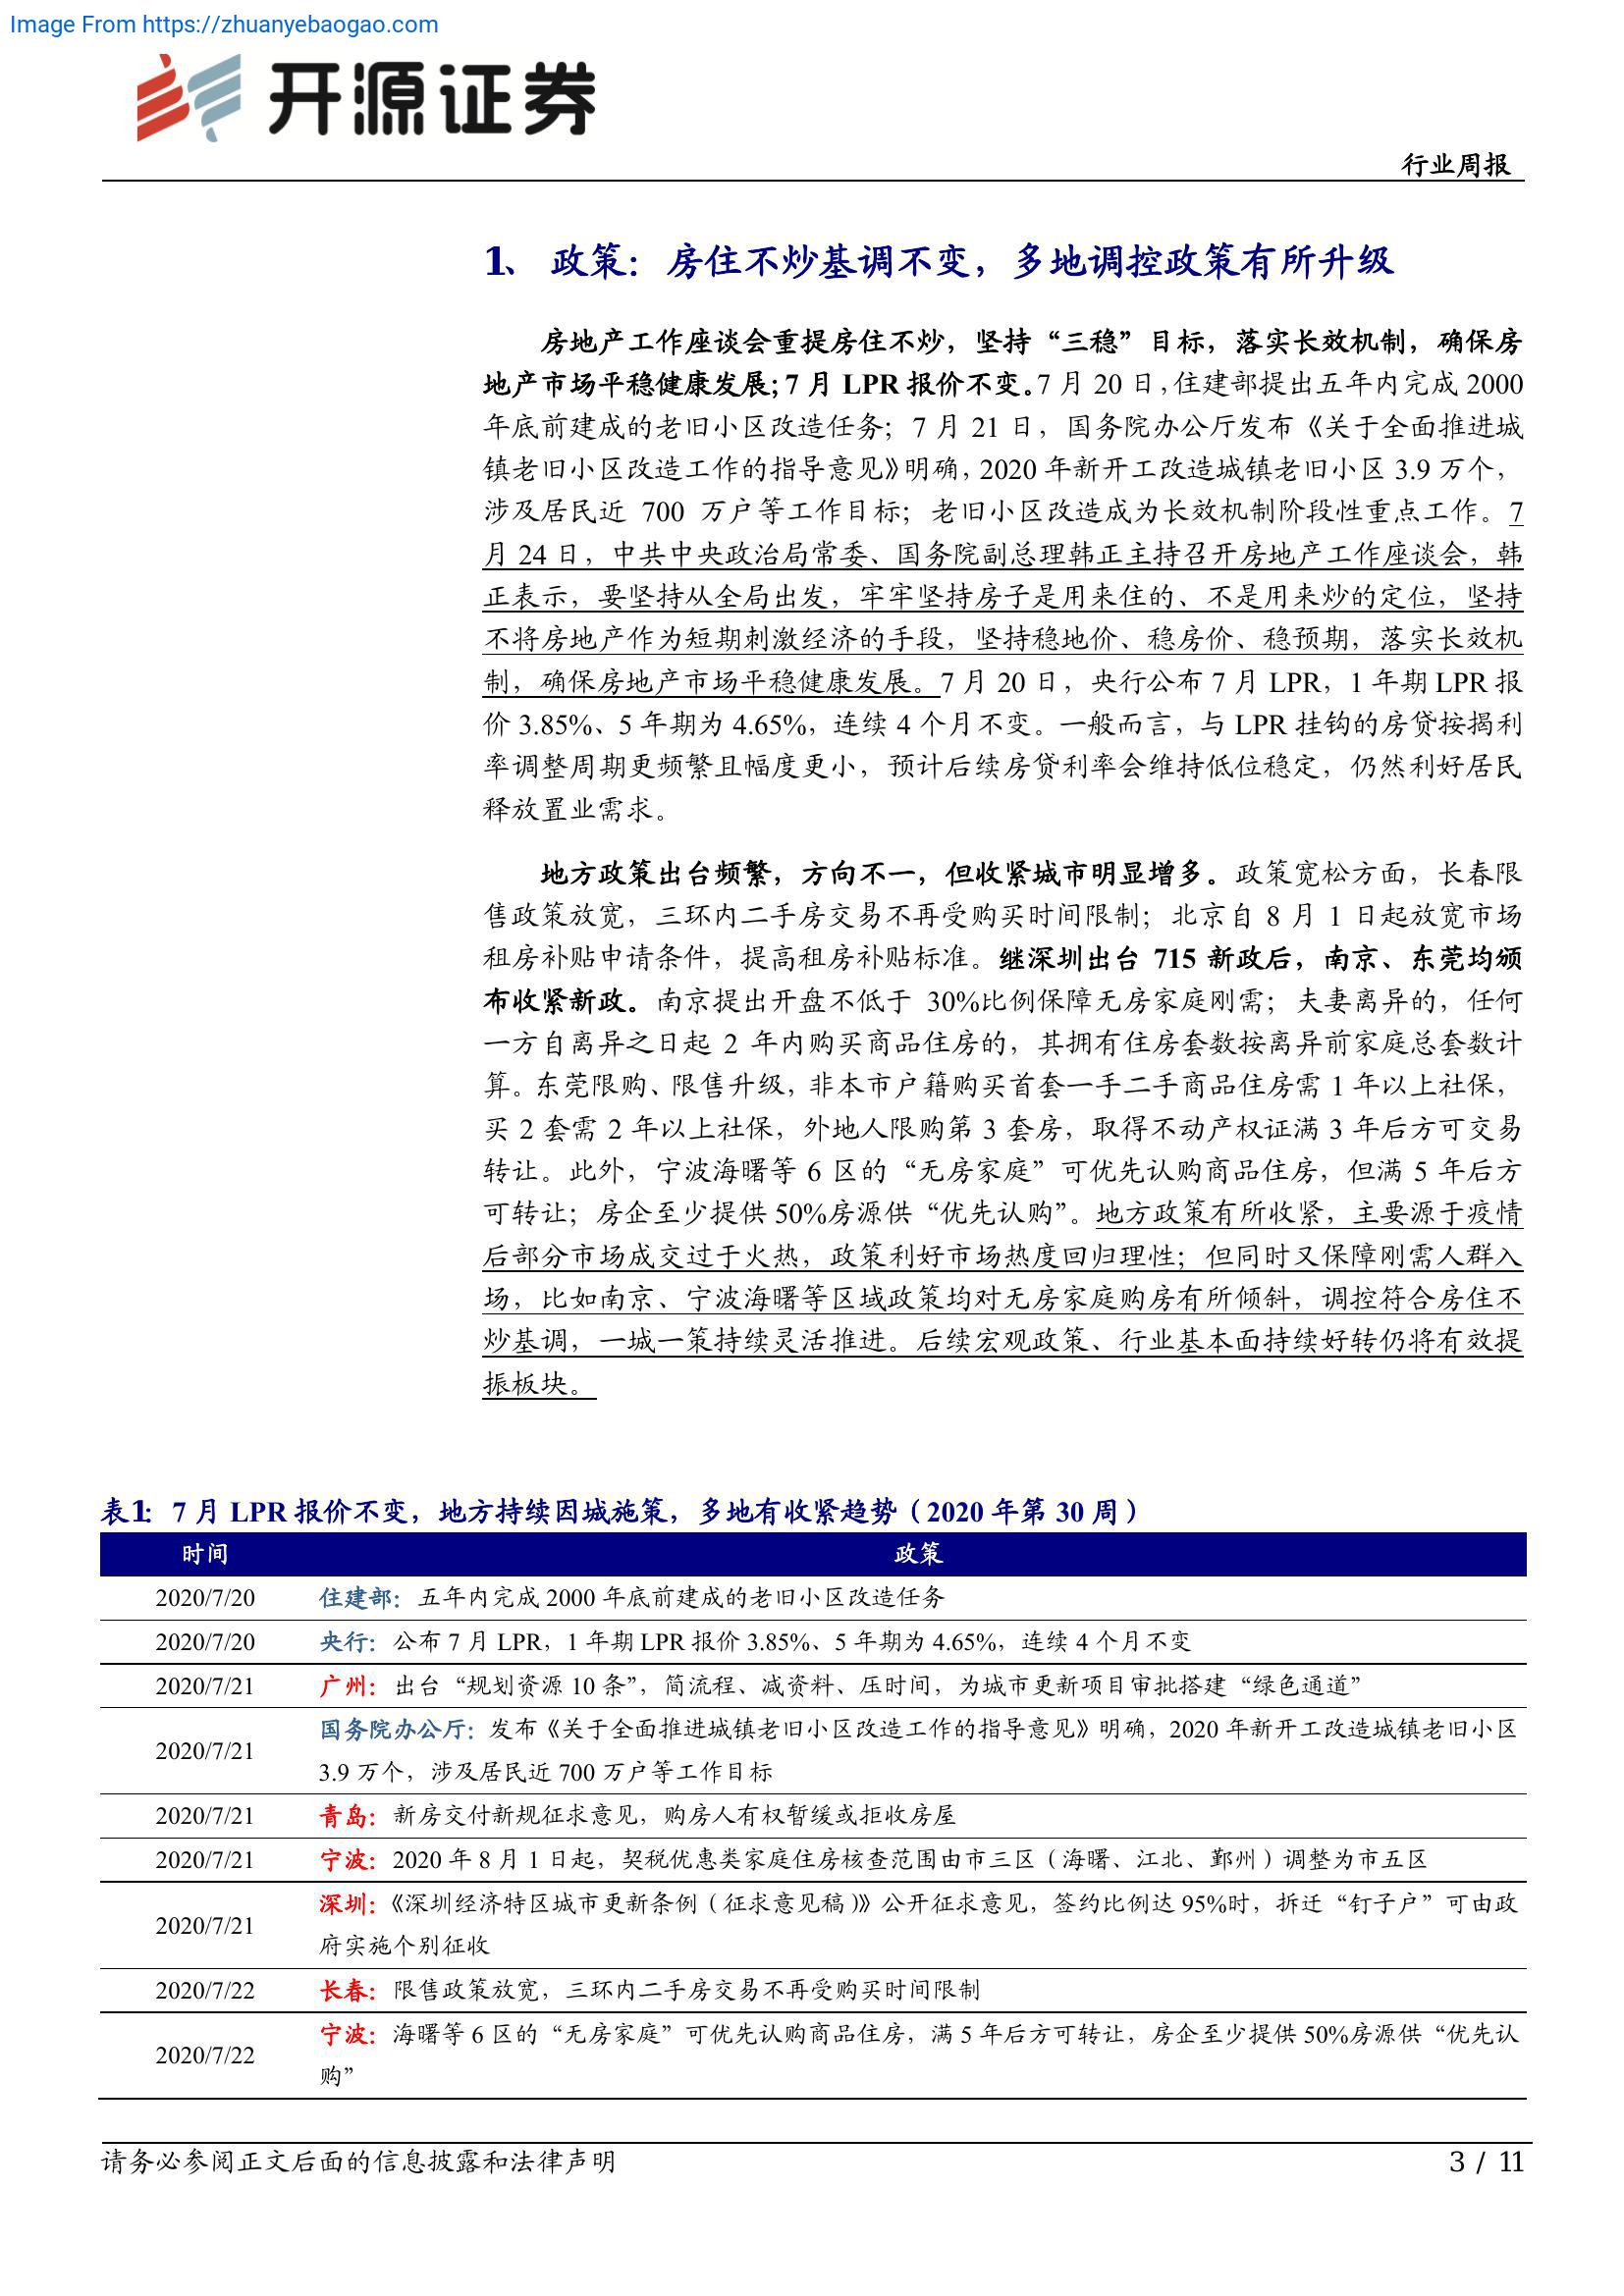 Image From https://zhuanyebaogao.com
开源证券
行业周报
1、 政策：房住不炒基调不变，多地调控政策有所升级
房地产工作座谈会重提房住不炒，坚持“三稳”目标，落实长效机制，确保房
地产市场平稳健康发展；7 月 LPR 报价不变。7 月 20 日，住建部提出五年内完成 2000
年底前建成的老旧小区改造任务；7 月 21 日，国务院办公厅发布《关于全面推进城
镇老旧小区改造工作的指导意见》明确，2020 年新开工改造城镇老旧小区 3.9 万个，
涉及居民近 700 万户等工作目标；老旧小区改造成为长效机制阶段性重点工作。7
月 24 日，中共中央政治局常委、国务院副总理韩正主持召开房地产工作座谈会，韩
正表示，要坚持从全局出发，牢牢坚持房子是用来住的、不是用来炒的定位，坚持
不将房地产作为短期刺激经济的手段，坚持稳地价、稳房价、稳预期，落实长效机
制，确保房地产市场平稳健康发展。7 月 20 日，央行公布 7 月 LPR，1 年期 LPR 报
价 3.85%、5 年期为 4.65%，连续 4 个月不变。一般而言，与 LPR 挂钩的房贷按揭利
率调整周期更频繁且幅度更小，预计后续房贷利率会维持低位稳定，仍然利好居民
释放置业需求。
地方政策出台频繁，方向不一，但收紧城市明显增多。政策宽松方面，长春限
售政策放宽，三环内二手房交易不再受购买时间限制；北京自 8 月 1 日起放宽市场
租房补贴申请条件，提高租房补贴标准。继深圳出台 715 新政后，南京、东莞均颁
布收紧新政。南京提出开盘不低于 30%比例保障无房家庭刚需；夫妻离异的，任何
一方自离异之日起 2 年内购买商品住房的，其拥有住房套数按离异前家庭总套数计
算。东莞限购、限售升级，非本市户籍购买首套一手二手商品住房需 1 年以上社保，
买 2 套需 2 年以上社保，外地人限购第 3 套房，取得不动产权证满 3 年后方可交易
转让。此外，宁波海曙等 6 区的“无房家庭”可优先认购商品住房，但满 5 年后方
可转让；房企至少提供 50%房源供“优先认购”。地方政策有所收紧，主要源于疫情
后部分市场成交过于火热，政策利好市场热度回归理性；但同时又保障刚需人群入
场，比如南京、宁波海曙等区域政策均对无房家庭购房有所倾斜，调控符合房住不
炒基调，一城一策持续灵活推进。后续宏观政策、行业基本面持续好转仍将有效提
振板块。
表1：7 月 LPR 报价不变，地方持续因城施策，多地有收紧趋势（2020 年第 30 周）
时间 政策
2020/7/20 住建部：五年内完成 2000 年底前建成的老旧小区改造任务
2020/7/20 央行：公布 7 月 LPR，1 年期 LPR 报价 3.85%、5 年期为 4.65%，连续 4 个月不变
2020/7/21 广州：出台“规划资源 10 条”，简流程、减资料、压时间，为城市更新项目审批搭建“绿色通道”
2020/7/21 国务院办公厅：发布《关于全面推进城镇老旧小区改造工作的指导意见》明确，2020 年新开工改造城镇老旧小区
3.9 万个，涉及居民近 700 万户等工作目标
2020/7/21 青岛：新房交付新规征求意见，购房人有权暂缓或拒收房屋
2020/7/21 宁波：2020 年 8 月 1 日起，契税优惠类家庭住房核查范围由市三区（海曙、江北、鄞州）调整为市五区
2020/7/21 深圳：《深圳经济特区城市更新条例（征求意见稿）》公开征求意见，签约比例达 95%时，拆迁“钉子户”可由政
府实施个别征收
2020/7/22 长春：限售政策放宽，三环内二手房交易不再受购买时间限制
2020/7/22 宁波：海曙等 6 区的“无房家庭”可优先认购商品住房，满 5 年后方可转让，房企至少提供 50%房源供“优先认
购”
请务必参阅正文后面的信息披露和法律声明
3 / 11